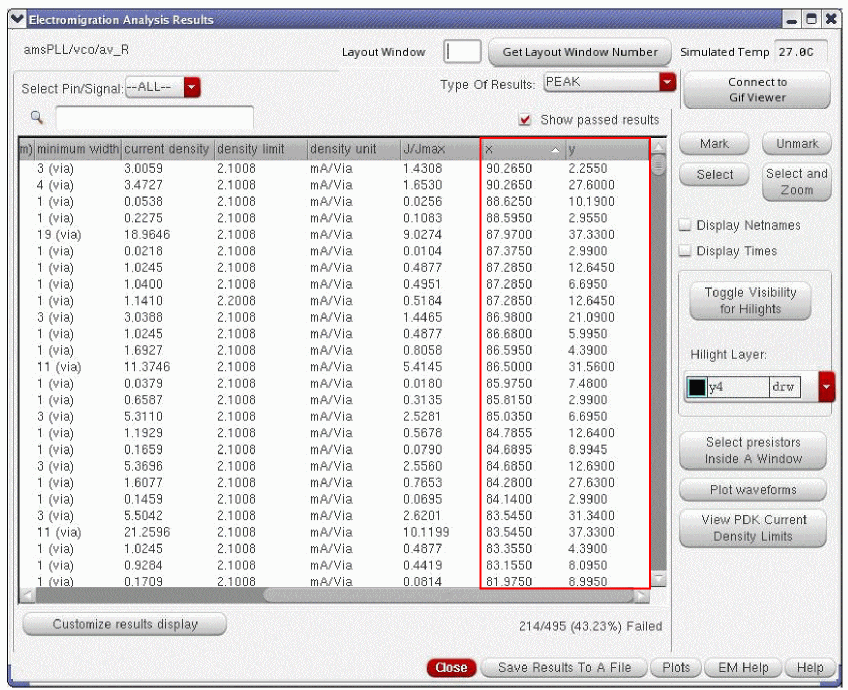 Electromigration Analysis Results
amsPLL/vco/av_R
Layout Window
Get Layout Window Number
Simulated Temp 27.0C
Select Pin/Signal: --ALL--
Type Of Results: PEAK
Connect to
Gif Viewer
Show passed results
m) minimum width current density density limit density unit J/Jmax x y
3 (via) 3.0059 2.1008 mA/Via 1.4308 90.2650 2.2550
4 (via) 3.4727 2.1008 mA/Via 1.6530 90.2650 27.6000
1 (via) 0.0538 2.1008 mA/Via 0.0256 88.6250 10.1900
1 (via) 0.2275 2.1008 mA/Via 0.1083 88.5950 2.9550
19 (via) 18.9646 2.1008 mA/Via 9.0274 87.9700 37.3300
1 (via) 0.0218 2.1008 mA/Via 0.0104 87.3750 2.9900
1 (via) 1.0245 2.1008 mA/Via 0.4877 87.2850 12.6450
1 (via) 1.0400 2.1008 mA/Via 0.4951 87.2850 6.6950
1 (via) 1.1410 2.2008 mA/Via 0.5184 87.2850 12.6450
3 (via) 3.0388 2.1008 mA/Via 1.4465 86.9800 21.0900
1 (via) 1.0245 2.1008 mA/Via 0.4877 86.6800 5.9950
1 (via) 1.6927 2.1008 mA/Via 0.8058 86.5950 4.3900
11 (via) 11.3746 2.1008 mA/Via 5.4145 86.5000 31.5600
1 (via) 0.0379 2.1008 mA/Via 0.0180 85.9750 7.4800
1 (via) 0.6587 2.1008 mA/Via 0.3135 85.8150 2.9900
3 (via) 5.3110 2.1008 mA/Via 2.5281 85.0350 6.6950
1 (via) 1.1929 2.1008 mA/Via 0.5678 84.7855 12.6400
1 (via) 0.1659 2.1008 mA/Via 0.0790 84.6895 8.9945
3 (via) 5.3696 2.1008 mA/Via 2.5560 84.6850 12.6900
1 (via) 1.6077 2.1008 mA/Via 0.7653 84.2800 27.6300
1 (via) 0.1459 2.1008 mA/Via 0.0695 84.1400 2.9900
3 (via) 5.5042 2.1008 mA/Via 2.6201 83.5450 31.3400
11 (via) 21.2596 2.1008 mA/Via 10.1199 83.5450 37.3300
1 (via) 1.0245 2.1008 mA/Via 0.4877 83.3550 4.3900
1 (via) 0.9284 2.1008 mA/Via 0.4419 83.1550 8.0950
1 (via) 0.1709 2.1008 mA/Via 0.0814 81.9750 8.9950
Mark
Unmark
Select
Select and
Zoom
Display Netnames
Display Times
Toggle Visibility
for Hilights
Hilight Layer:
y4 drw
Select presistors
Inside A Window
Plot waveforms
View PDK Current
Density Limits
Customize results display
214/495 (43.23%) Failed
Close
Save Results To A File
Plots
EM Help
Help